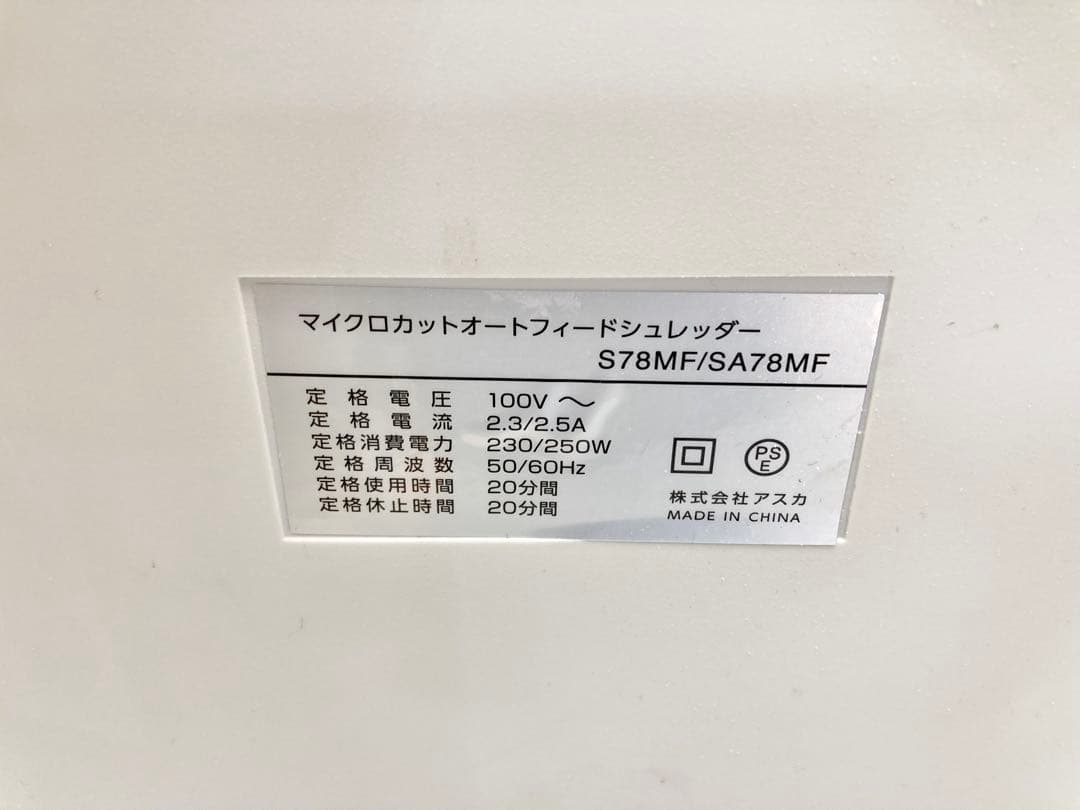 マイクロカットオートフィードシュレッダー
S78MF/SA78MF
定格電圧 100V ～
定格電流 2.3/2.5A
定格消費電力 230/250W
定格周波数 50/60Hz
定格使用時間 20分間
定格休止時間 20分間
PS
E
株式会社アスカ
MADE IN CHINA